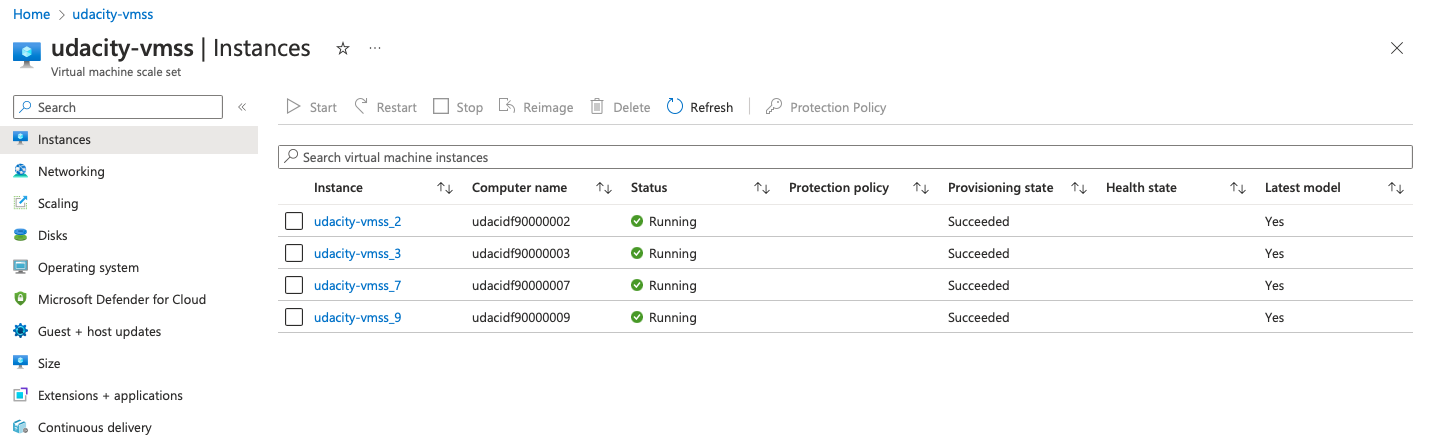 Home > udacity-vmss
udacity-vmss | Instances
Virtual machine scale set
Search
Instances
Networking
Scaling
Disks
Operating system
Microsoft Defender for Cloud
Guest + host updates
Size
Extensions + applications
Continuous delivery
Start Restart Stop Reimage Delete Refresh Protection Policy
Search virtual machine instances
Instance Computer name Status Protection policy Provisioning state Health state Latest model
udacity-vmss_2 udacidf90000002 Running Succeeded Yes
udacity-vmss_3 udacidf90000003 Running Succeeded Yes
udacity-vmss_7 udacidf90000007 Running Succeeded Yes
udacity-vmss_9 udacidf90000009 Running Succeeded Yes